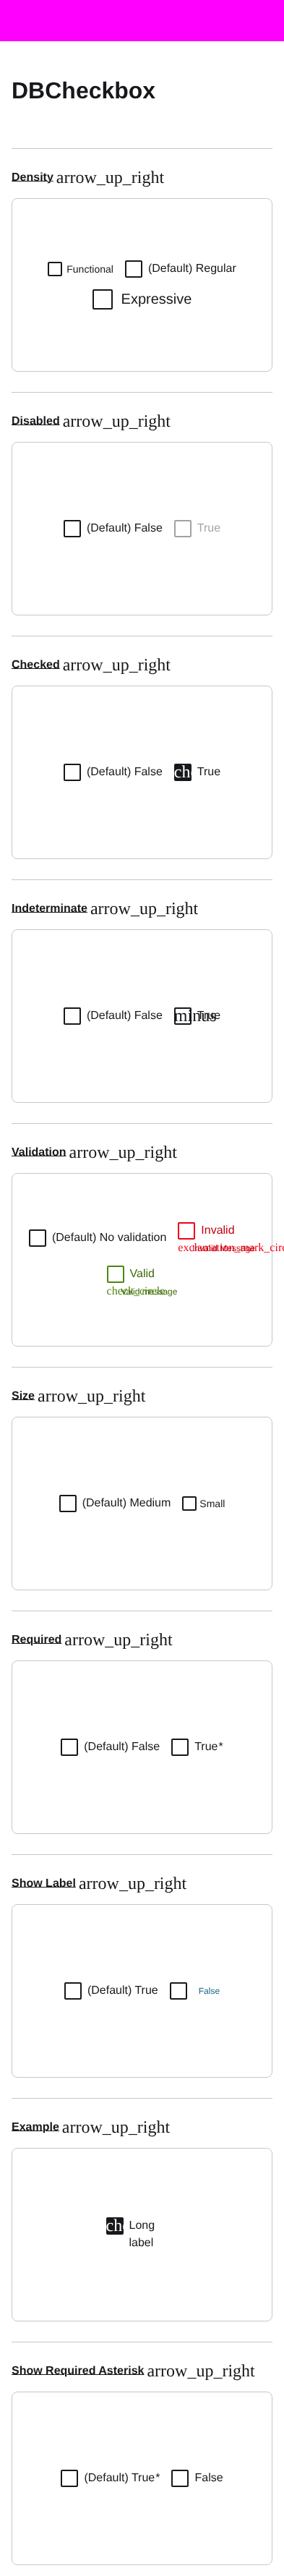 DBCheckbox
Density arrow_up_right
Functional (Default) Regular
Expressive
Disabled arrow_up_right
(Default) False True
Checked arrow_up_right
(Default) False ch True
Indeterminate arrow_up_right
(Default) False minus True
Validation arrow_up_right
(Default) No validation Invalid
exclamation_mark_circ Invalid Message
Valid
check_circle Valid message
Size arrow_up_right
(Default) Medium Small
Required arrow_up_right
(Default) False True*
Show Label arrow_up_right
(Default) True False
Example arrow_up_right
ch Long
label
Show Required Asterisk arrow_up_right
(Default) True* False